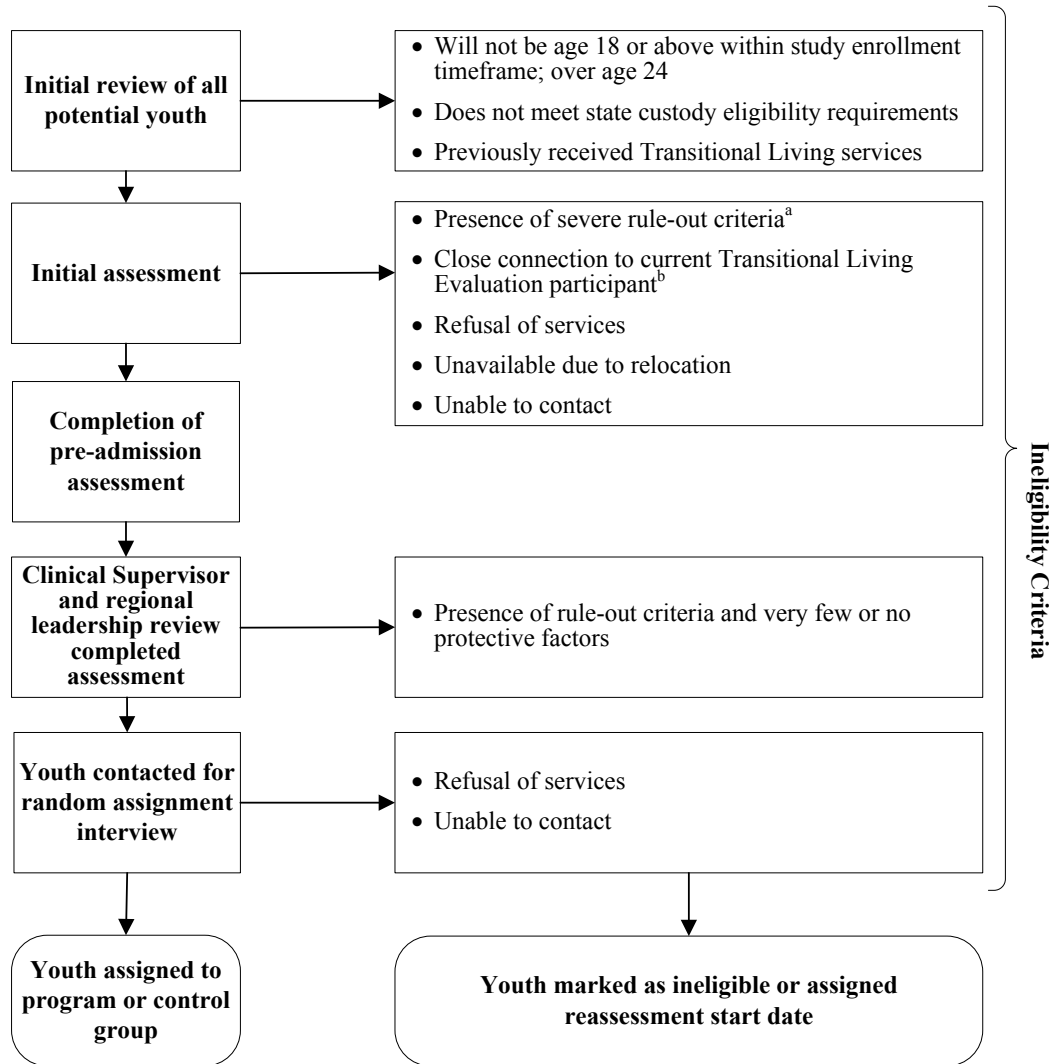 Initial review of all
potential youth
• Will not be age 18 or above within study enrollment
timeframe; over age 24
• Does not meet state custody eligibility requirements
• Previously received Transitional Living services
Initial assessment
• Presence of severe rule-out criteriaᵃ
• Close connection to current Transitional Living
Evaluation participantᵇ
• Refusal of services
• Unavailable due to relocation
• Unable to contact
Completion of
pre-admission
assessment
Clinical Supervisor
and regional
leadership review
completed
assessment
• Presence of rule-out criteria and very few or no
protective factors
Youth contacted for
random assignment
interview
• Refusal of services
• Unable to contact
Ineligibility Criteria
Youth assigned to
program or control
group
Youth marked as ineligible or assigned
reassessment start date